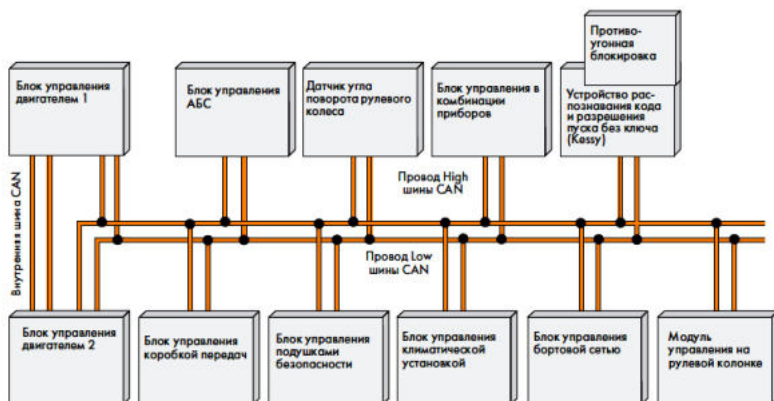 Противо-
угонная
блокировка
Блок управления
двигателем 1
Блок управления
АБС
Датчик угла
поворота рулевого
колеса
Блок управления в
комбинации
приборов
Устройство рас-
познавания кода
и разрешения
пуска без ключа
(Kessy)
Внутренняя шина CAN
Провод High
шины CAN
Провод Low
шины CAN
Блок управления
двигателем 2
Блок управления
коробкой передач
Блок управления
подушками
безопасности
Блок управления
климатической
установкой
Блок управления
бортовой сетью
Модуль
управления на
рулевой колонке